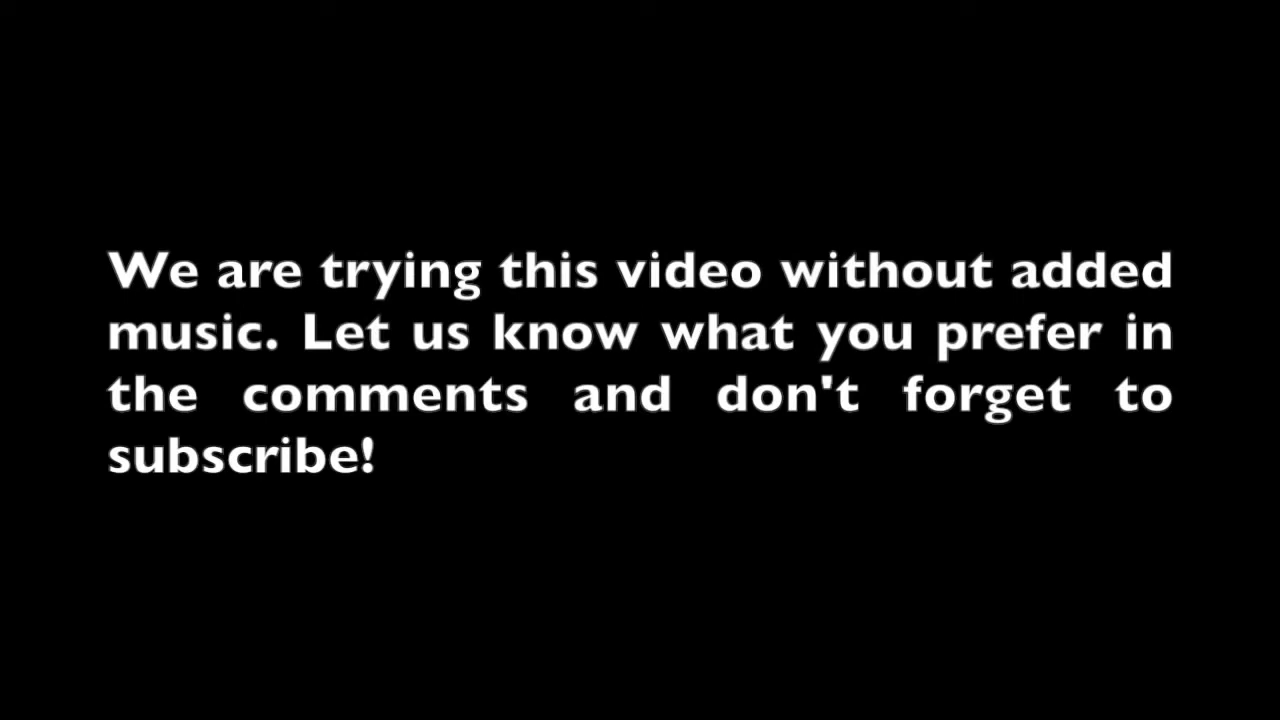 We are trying this video without added
music. Let us know what you prefer in
the comments and don't forget to
subscribe!